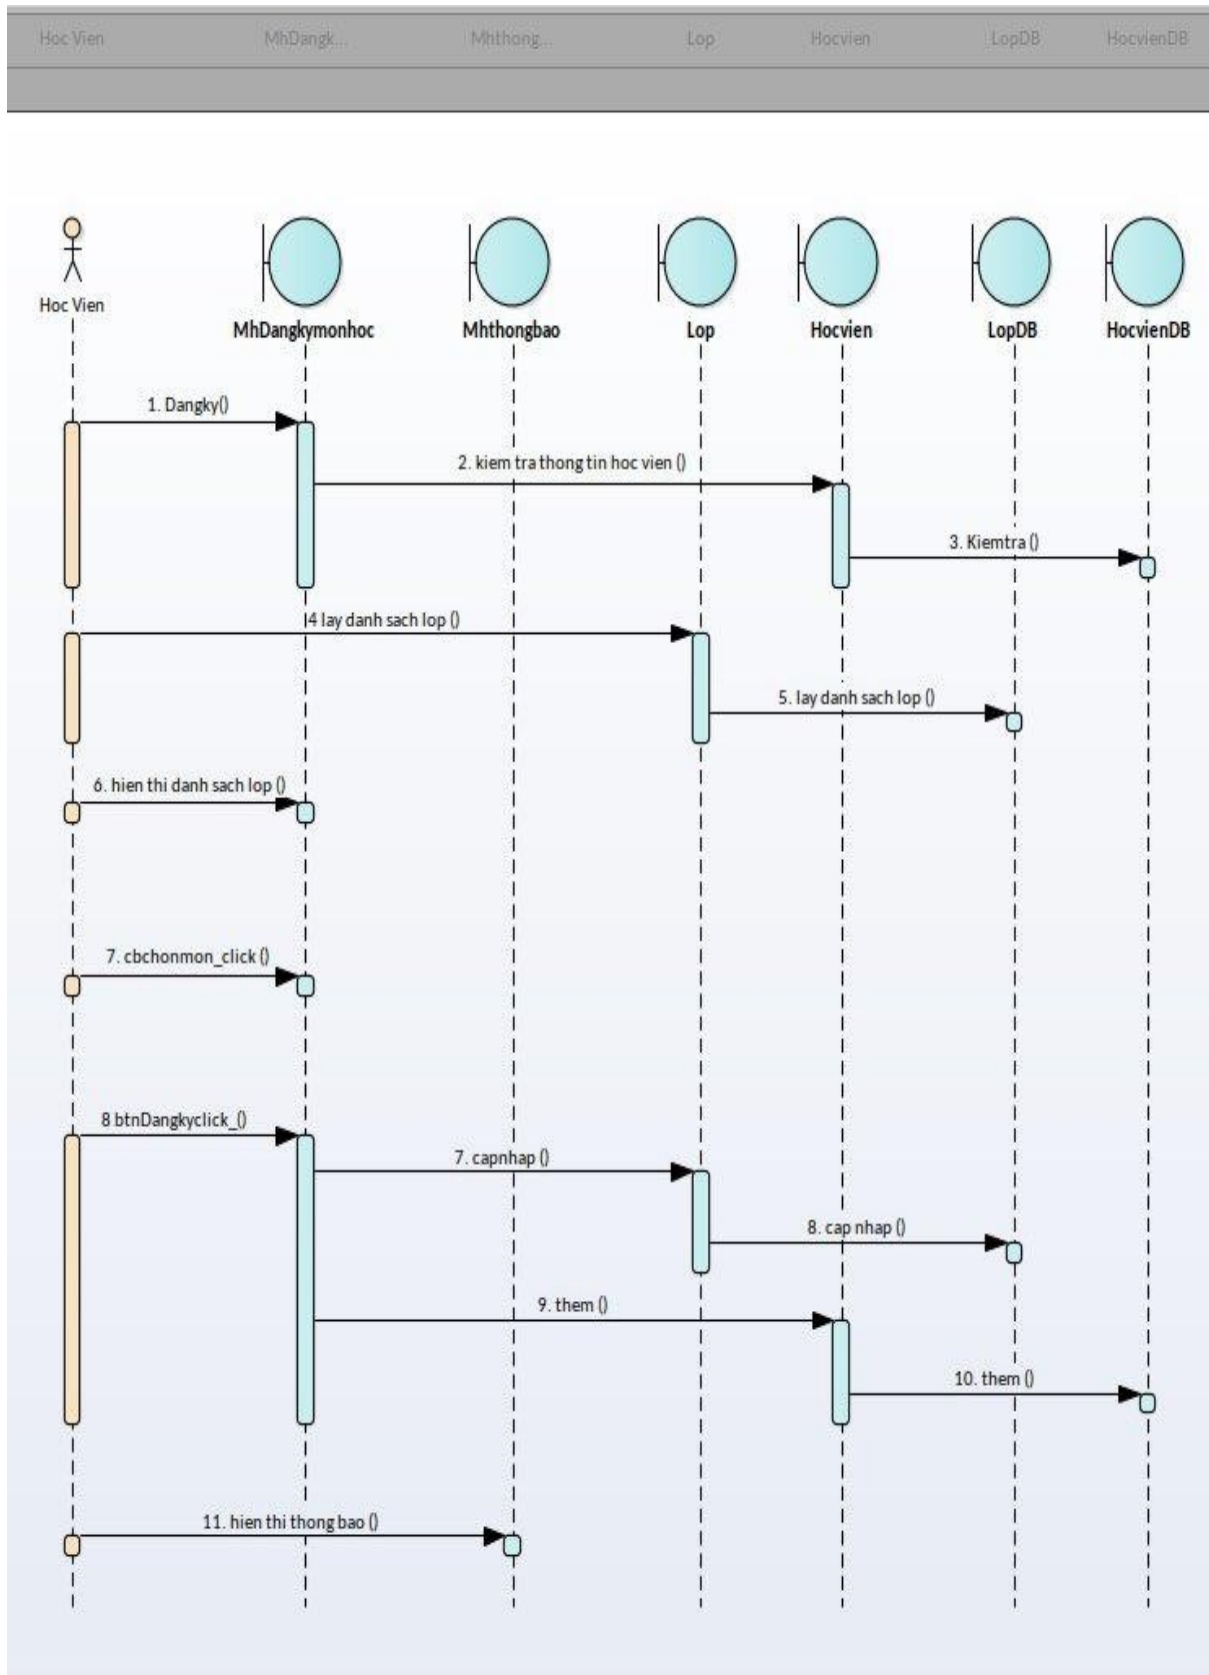 Hoc Vien MhDangk... Mhthong... Lop Hocvien LopDB HocvienDB
Hoc Vien
MhDangkymonhoc Mhthongbao Lop Hocvien LopDB HocvienDB
1. Dangky()
2. kiem tra thong tin hoc vien ()
3. Kiemtra ()
4 lay danh sach lop ()
5. lay danh sach lop ()
6. hien thi danh sach lop ()
7. cbchonmon_click ()
8 btnDangkyclick_()
7. capnhap ()
8. cap nhap ()
9. them ()
10. them ()
11. hien thi thong bao ()